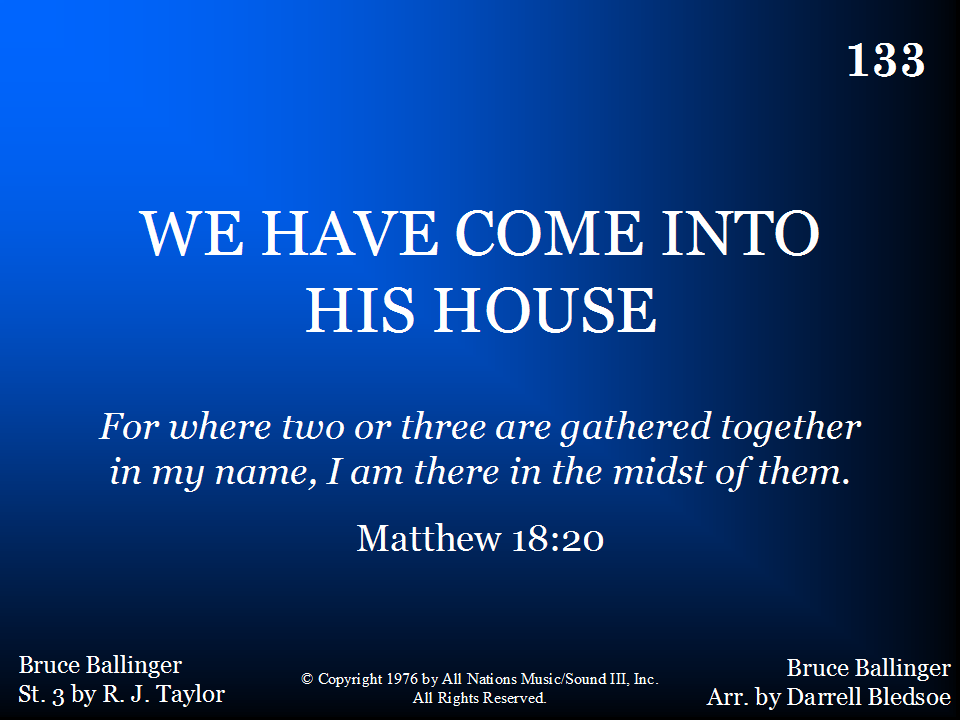 133
WE HAVE COME INTO
HIS HOUSE
For where two or three are gathered together
in my name, I am there in the midst of them.
Matthew 18:20
Bruce Ballinger
St. 3 by R. J. Taylor
© Copyright 1976 by All Nations Music/Sound III, Inc.
All Rights Reserved.
Bruce Ballinger
Arr. by Darrell Bledsoe